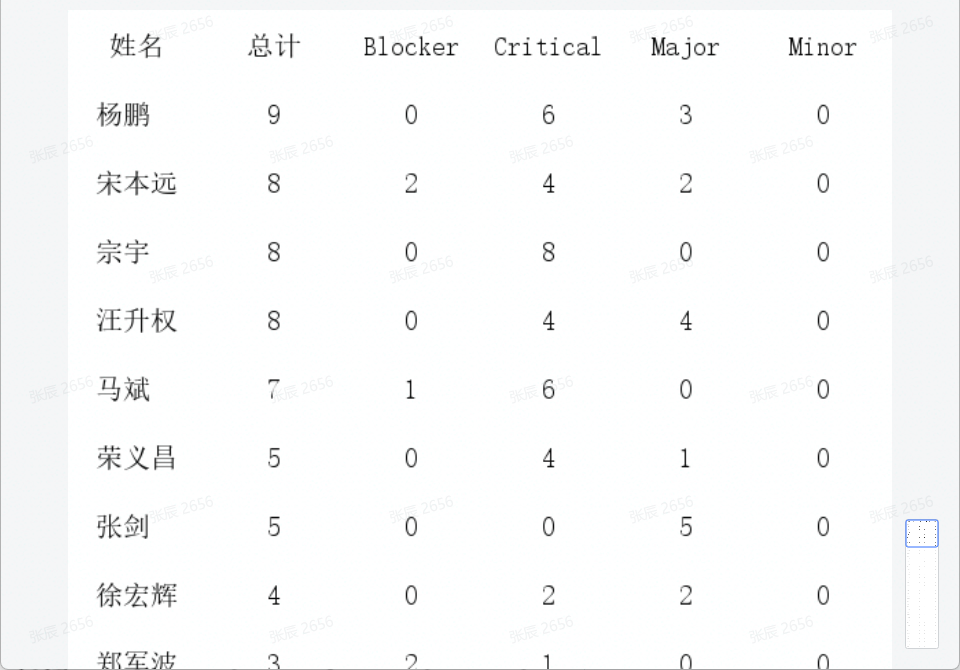 姓名 总计 Blocker Critical Major Minor
杨鹏 9 0 6 3 0
宋本远 8 2 4 2 0
宗宇 8 0 8 0 0
汪升权 8 0 4 4 0
马斌 7 1 6 0 0
荣义昌 5 0 4 1 0
张剑 5 0 0 5 0
徐宏辉 4 0 2 2 0
郑军波 3 2 1 0 0
张辰 2656